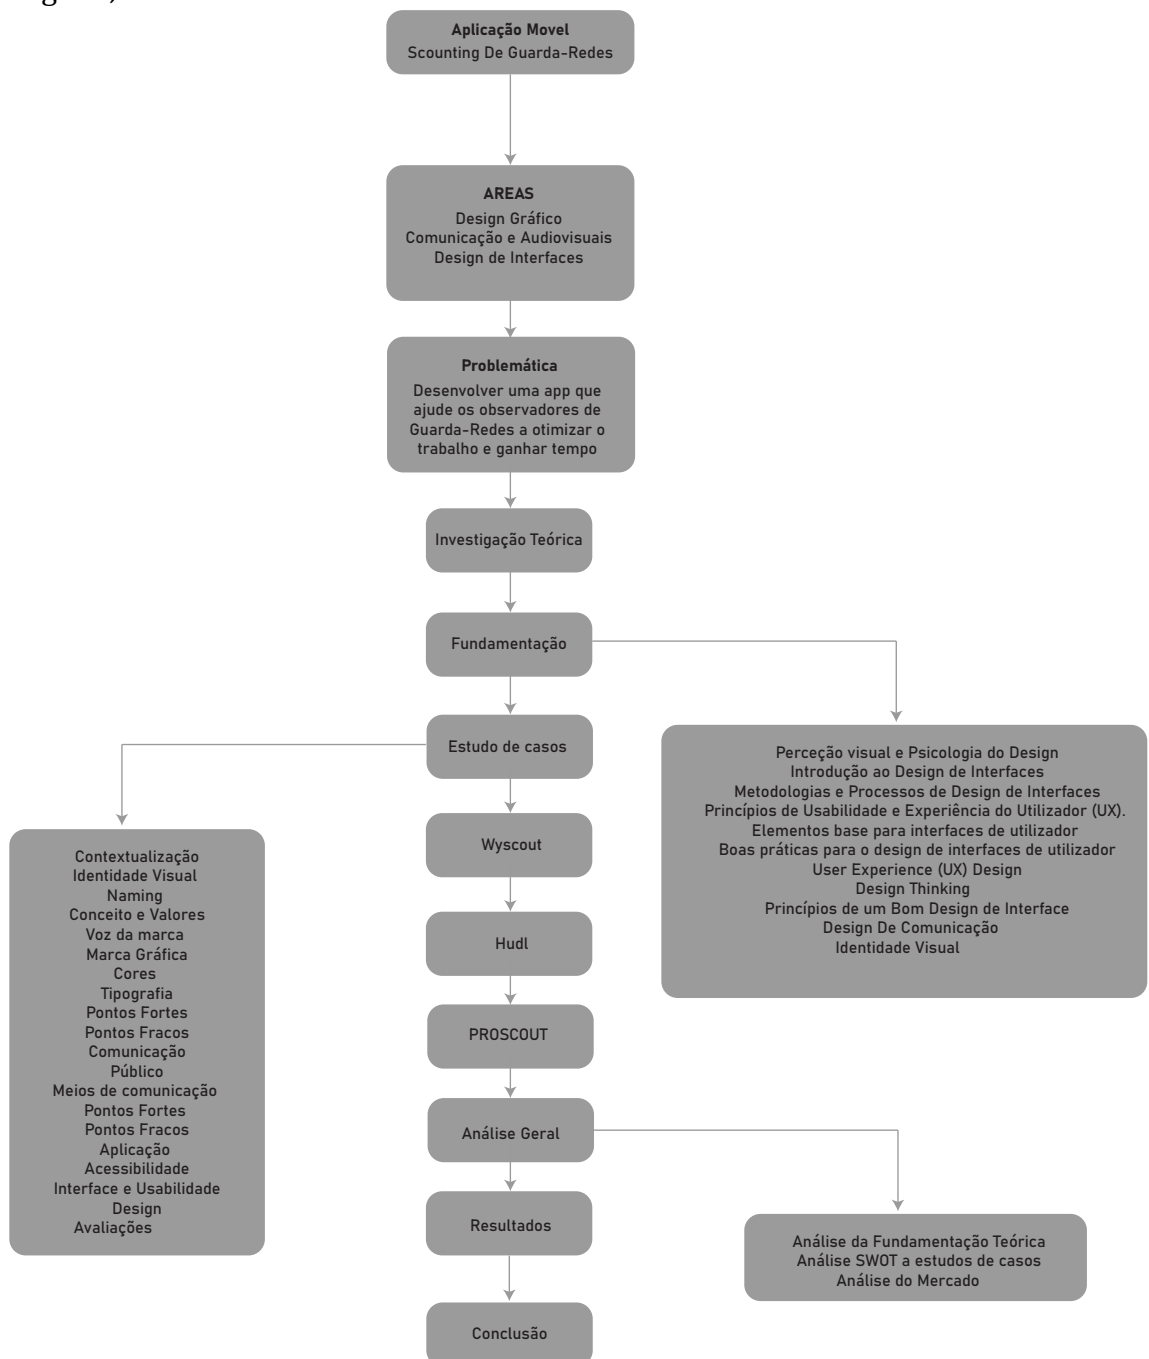 Aplicação Movel
Scounting De Guarda-Redes
AREAS
Design Gráfico
Comunicação e Audiovisuais
Design de Interfaces
Problemática
Desenvolver uma app que
ajude os observadores de
Guarda-Redes a otimizar o
trabalho e ganhar tempo
Investigação Teórica
Fundamentação
Perceção visual e Psicologia do Design
Introdução ao Design de Interfaces
Metodologias e Processos de Design de Interfaces
Princípios de Usabilidade e Experiência do Utilizador (UX).
Elementos base para interfaces de utilizador
Boas práticas para o design de interfaces de utilizador
User Experience (UX) Design
Design Thinking
Princípios de um Bom Design de Interface
Design De Comunicação
Identidade Visual
Estudo de casos
Contextualização
Identidade Visual
Naming
Conceito e Valores
Voz da marca
Marca Gráfica
Cores
Tipografia
Pontos Fortes
Pontos Fracos
Comunicação
Público
Meios de comunicação
Pontos Fortes
Pontos Fracos
Aplicação
Acessibilidade
Interface e Usabilidade
Design
Avaliações
Wyscout
Hudl
PROSCOUT
Análise Geral
Análise da Fundamentação Teórica
Análise SWOT a estudos de casos
Análise do Mercado
Resultados
Conclusão